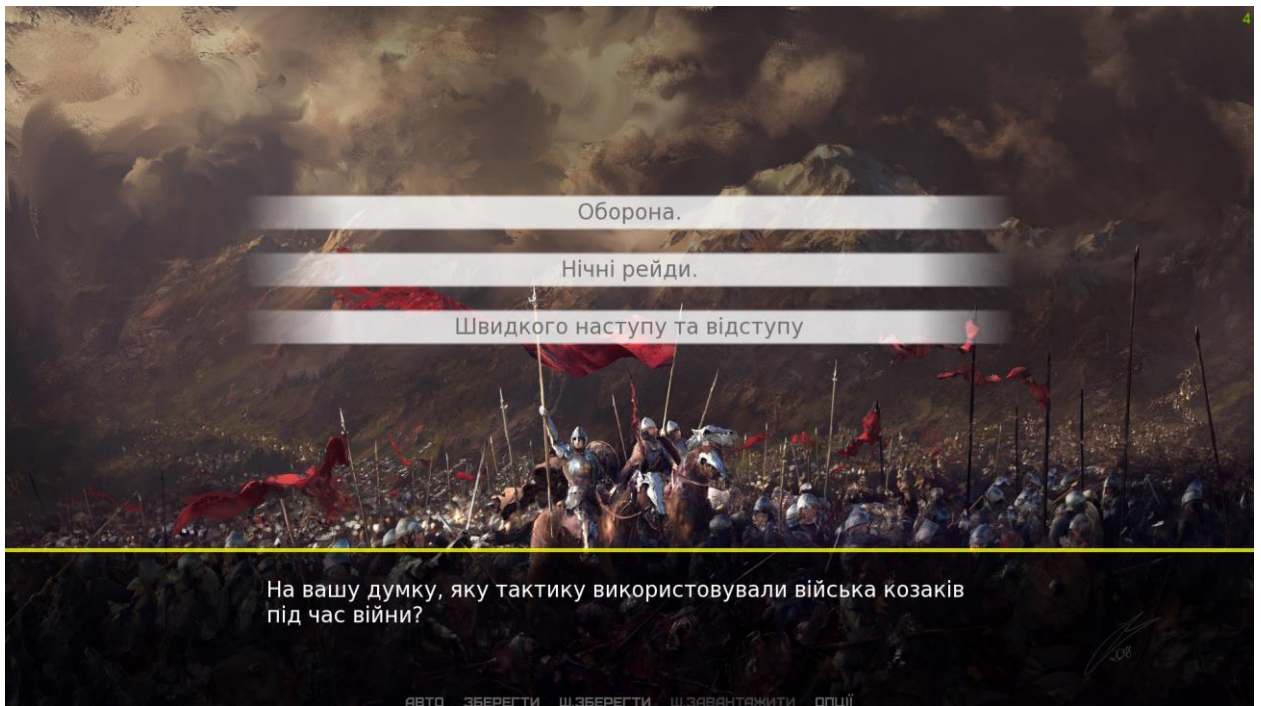 4
Оборона.
Нічні рейди.
Швидкого наступу та відступу
На вашу думку, яку тактику використовували війська козаків
під час війни?
АВТО ЗБЕРЕГТИ Ш.ЗБЕРЕГТИ Ш.ЗАВАНТАЖИТИ ОПЦІЇ